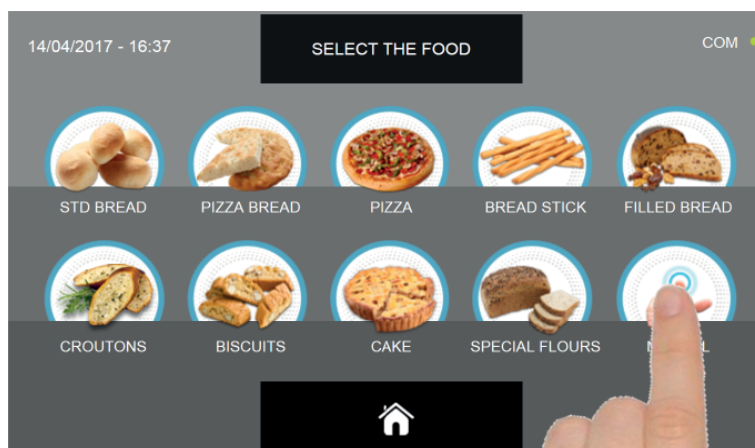 14/04/2017 - 16:37
SELECT THE FOOD
COM
STD BREAD
PIZZA BREAD
PIZZA
BREAD STICK
FILLED BREAD
CROUTONS
BISCUITS
CAKE
SPECIAL FLOURS